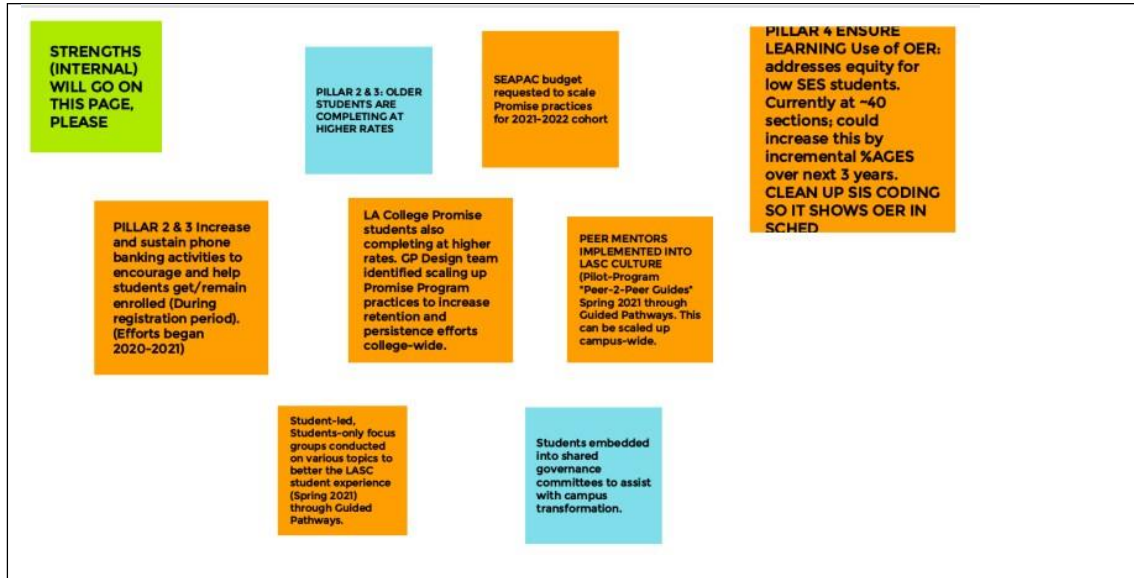 STRENGTHS
(INTERNAL)
WILL GO ON
THIS PAGE,
PLEASE
PILLAR 2 & 3: OLDER
STUDENTS ARE
COMPLETING AT
HIGHER RATES
SEAPAC budget
requested to scale
Promise practices
for 2021-2022 cohort
PILLAR 4 ENSURE
LEARNING Use of OER:
addresses equity for
low SES students.
Currently at ~40
sections; could
increase this by
incremental %AGES
over next 3 years.
CLEAN UP SIS CODING
SO IT SHOWS OER IN
SCHED
PILLAR 2 & 3 Increase
and sustain phone
banking activities to
encourage and help
students get/remain
enrolled (During
registration period).
(Efforts began
2020-2021)
LA College Promise
students also
completing at higher
rates. GP Design team
identified scaling up
Promise Program
practices to increase
retention and
persistence efforts
college-wide.
PEER MENTORS
IMPLEMENTED INTO
LASC CULTURE
(Pilot-Program
"Peer-2-Peer Guides"
Spring 2021 through
Guided Pathways. This
can be scaled up
campus-wide.
Student-led,
Students-only focus
groups conducted
on various topics to
better the LASC
student experience
(Spring 2021)
through Guided
Pathways.
Students embedded
into shared
governance
committees to assist
with campus
transformation.